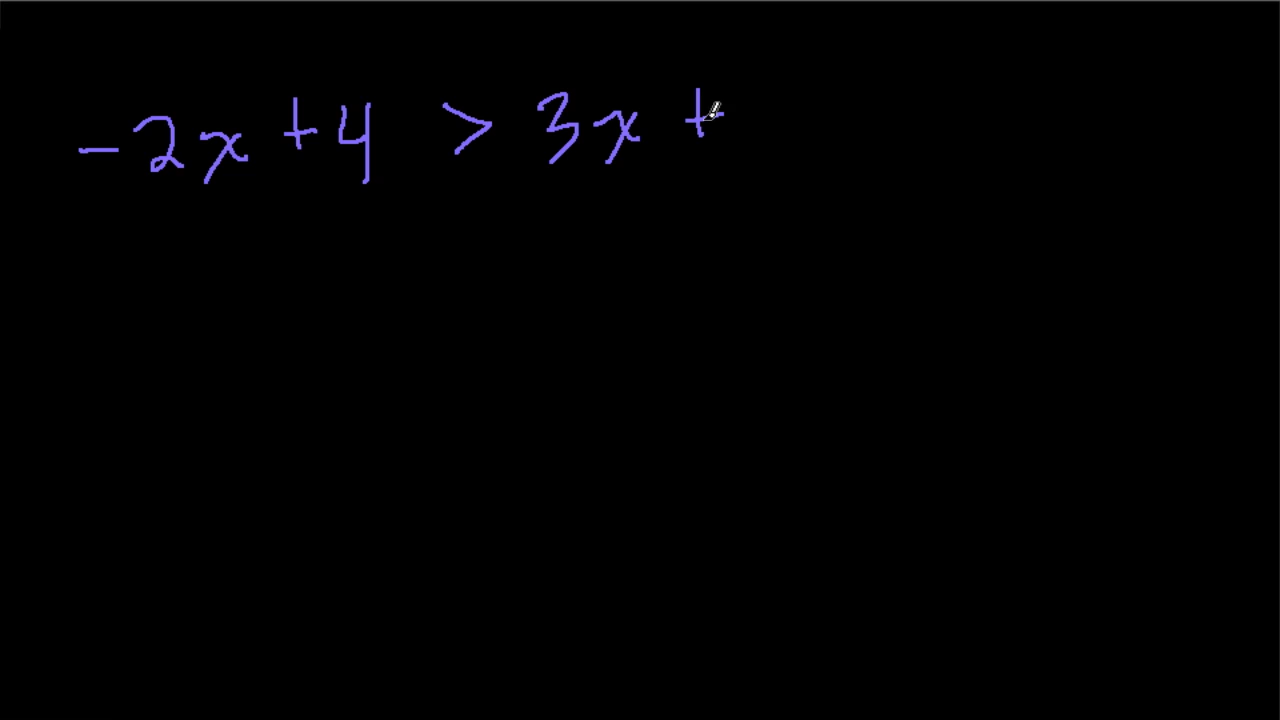 -2x + 4 > 3x +